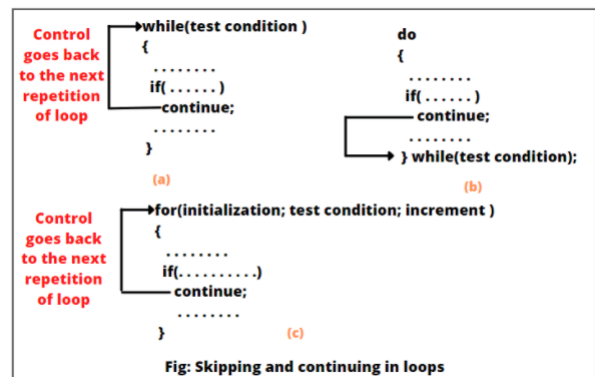 Control
goes back
to the next
repetition
of loop
while(test condition )
{
. . . . . . . .
if( . . . . . . )
continue;
. . . . . . . .
}
(a)
do
{
. . . . . . . .
if( . . . . . . )
continue;
. . . . . . . .
} while(test condition);
(b)
Control
goes back
to the next
repetition
of loop
for(initialization; test condition; increment )
{
. . . . . . . .
if(. . . . . . . . . .)
continue;
. . . . . . . .
}
(c)
Fig: Skipping and continuing in loops